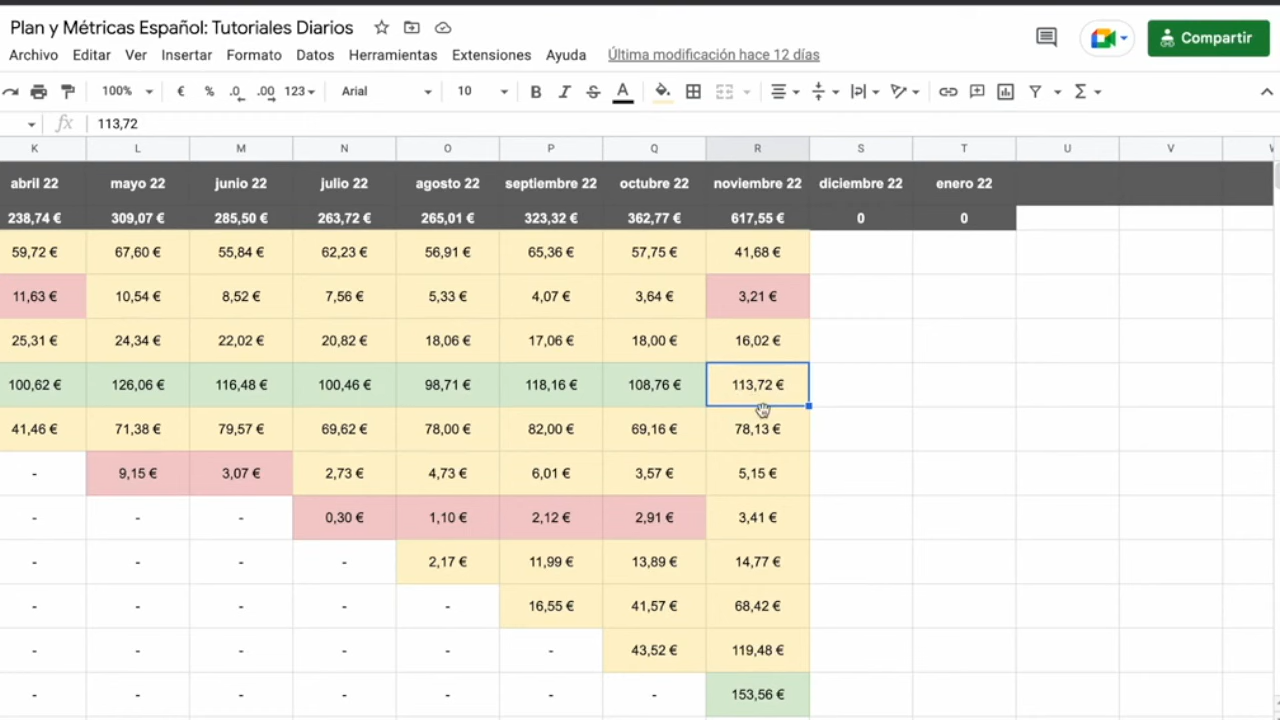 Plan y Métricas Español: Tutoriales Diarios
Archivo Editar Ver Insertar Formato Datos Herramientas Extensiones Ayuda Última modificación hace 12 días
Compartir
100% € % .0 .00 123 Arial 10 B I S A Σ
fx 113,72
K L M N O P Q R S T U V
abril 22 mayo 22 junio 22 julio 22 agosto 22 septiembre 22 octubre 22 noviembre 22 diciembre 22 enero 22
238,74 € 309,07 € 285,50 € 263,72 € 265,01 € 323,32 € 362,77 € 617,55 € 0 0
59,72 € 67,60 € 55,84 € 62,23 € 56,91 € 65,36 € 57,75 € 41,68 €
11,63 € 10,54 € 8,52 € 7,56 € 5,33 € 4,07 € 3,64 € 3,21 €
25,31 € 24,34 € 22,02 € 20,82 € 18,06 € 17,06 € 18,00 € 16,02 €
100,62 € 126,06 € 116,48 € 100,46 € 98,71 € 118,16 € 108,76 € 113,72 €
41,46 € 71,38 € 79,57 € 69,62 € 78,00 € 82,00 € 69,16 € 78,13 €
- 9,15 € 3,07 € 2,73 € 4,73 € 6,01 € 3,57 € 5,15 €
- - - 0,30 € 1,10 € 2,12 € 2,91 € 3,41 €
- - - - 2,17 € 11,99 € 13,89 € 14,77 €
- - - - - 16,55 € 41,57 € 68,42 €
- - - - - - 43,52 € 119,48 €
- - - - - - - 153,56 €